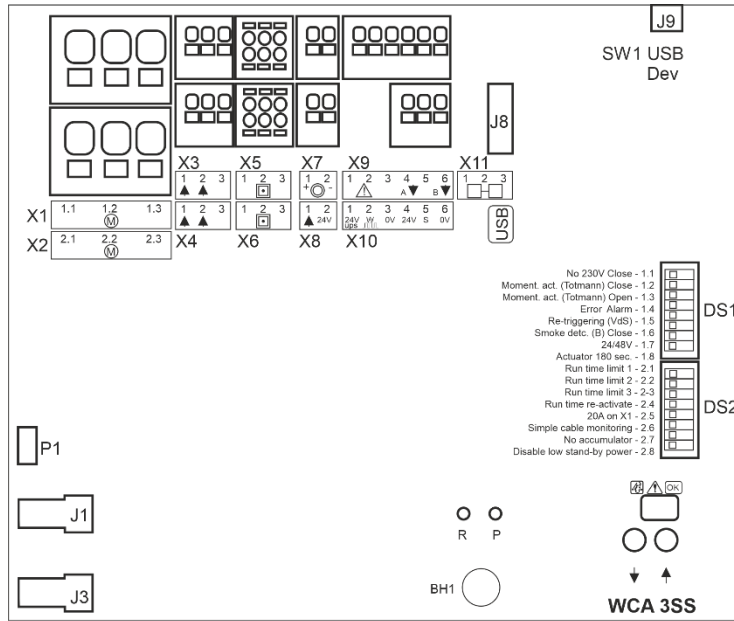 J9
SW1 USB
Dev
J8
X3 X5 X7 X9 X11
1 2 3 1 2 3 1 2 1 2 3 4 5 6 1 2 3
+ - A B
X1 1.1 1.2 1.3
M
1 2 3 1 2 3 1 2 1 2 3 4 5 6
24V 24V ups W 0V 24V S 0V
USB
X2 2.1 2.2 2.3
M
X4 X6 X8 X10
No 230V Close - 1.1
Moment. act. (Totmann) Close - 1.2
Moment. act. (Totmann) Open - 1.3
Error Alarm - 1.4
Re-triggering (VdS) - 1.5
Smoke detc. (B) Close - 1.6
24/48V - 1.7
Actuator 180 sec. - 1.8
DS1
Run time limit 1 - 2.1
Run time limit 2 - 2.2
Run time limit 3 - 2-3
Run time re-activate - 2.4
20A on X1 - 2.5
Simple cable monitoring - 2.6
No accumulator - 2.7
Disable low stand-by power - 2.8
DS2
P1
OK
J1
R P
BH1
J3
WCA 3SS